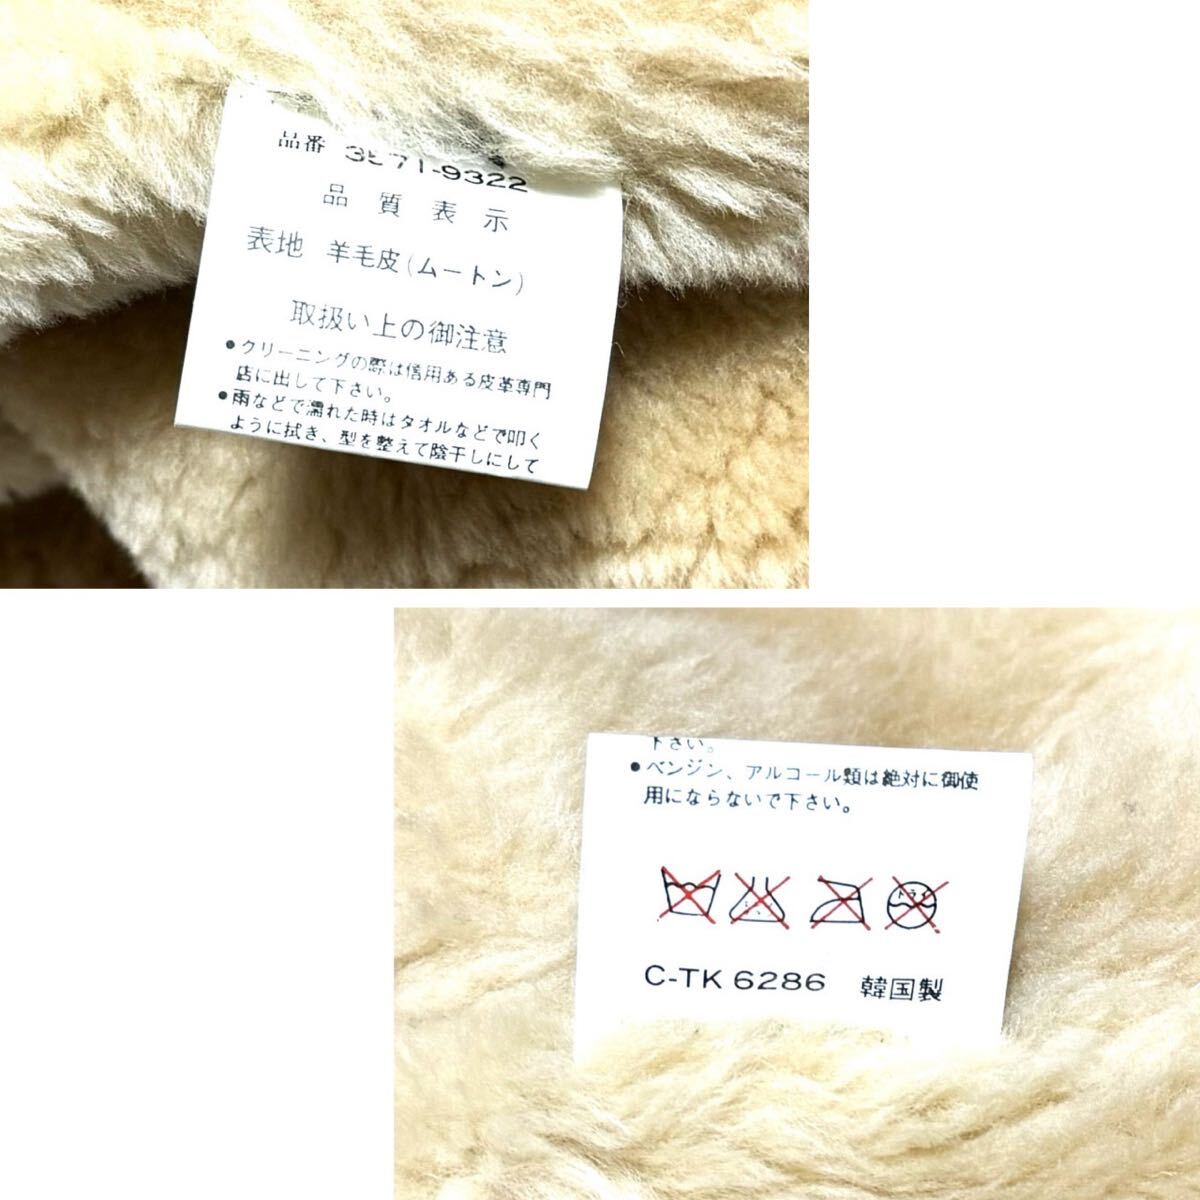 品番 3571-9322
品質表示
表地 羊毛皮(ムートン)
取扱い上の御注意
●クリーニングの際は信用ある皮革専門
店に出して下さい。
●雨などで濡れた時はタオルなどで叩く
ように拭き、型を整えて陰干しにして
下さい。
●ベンジン、アルコール類は絶対に御使
用にならないで下さい。
C-TK 6286 韓国製